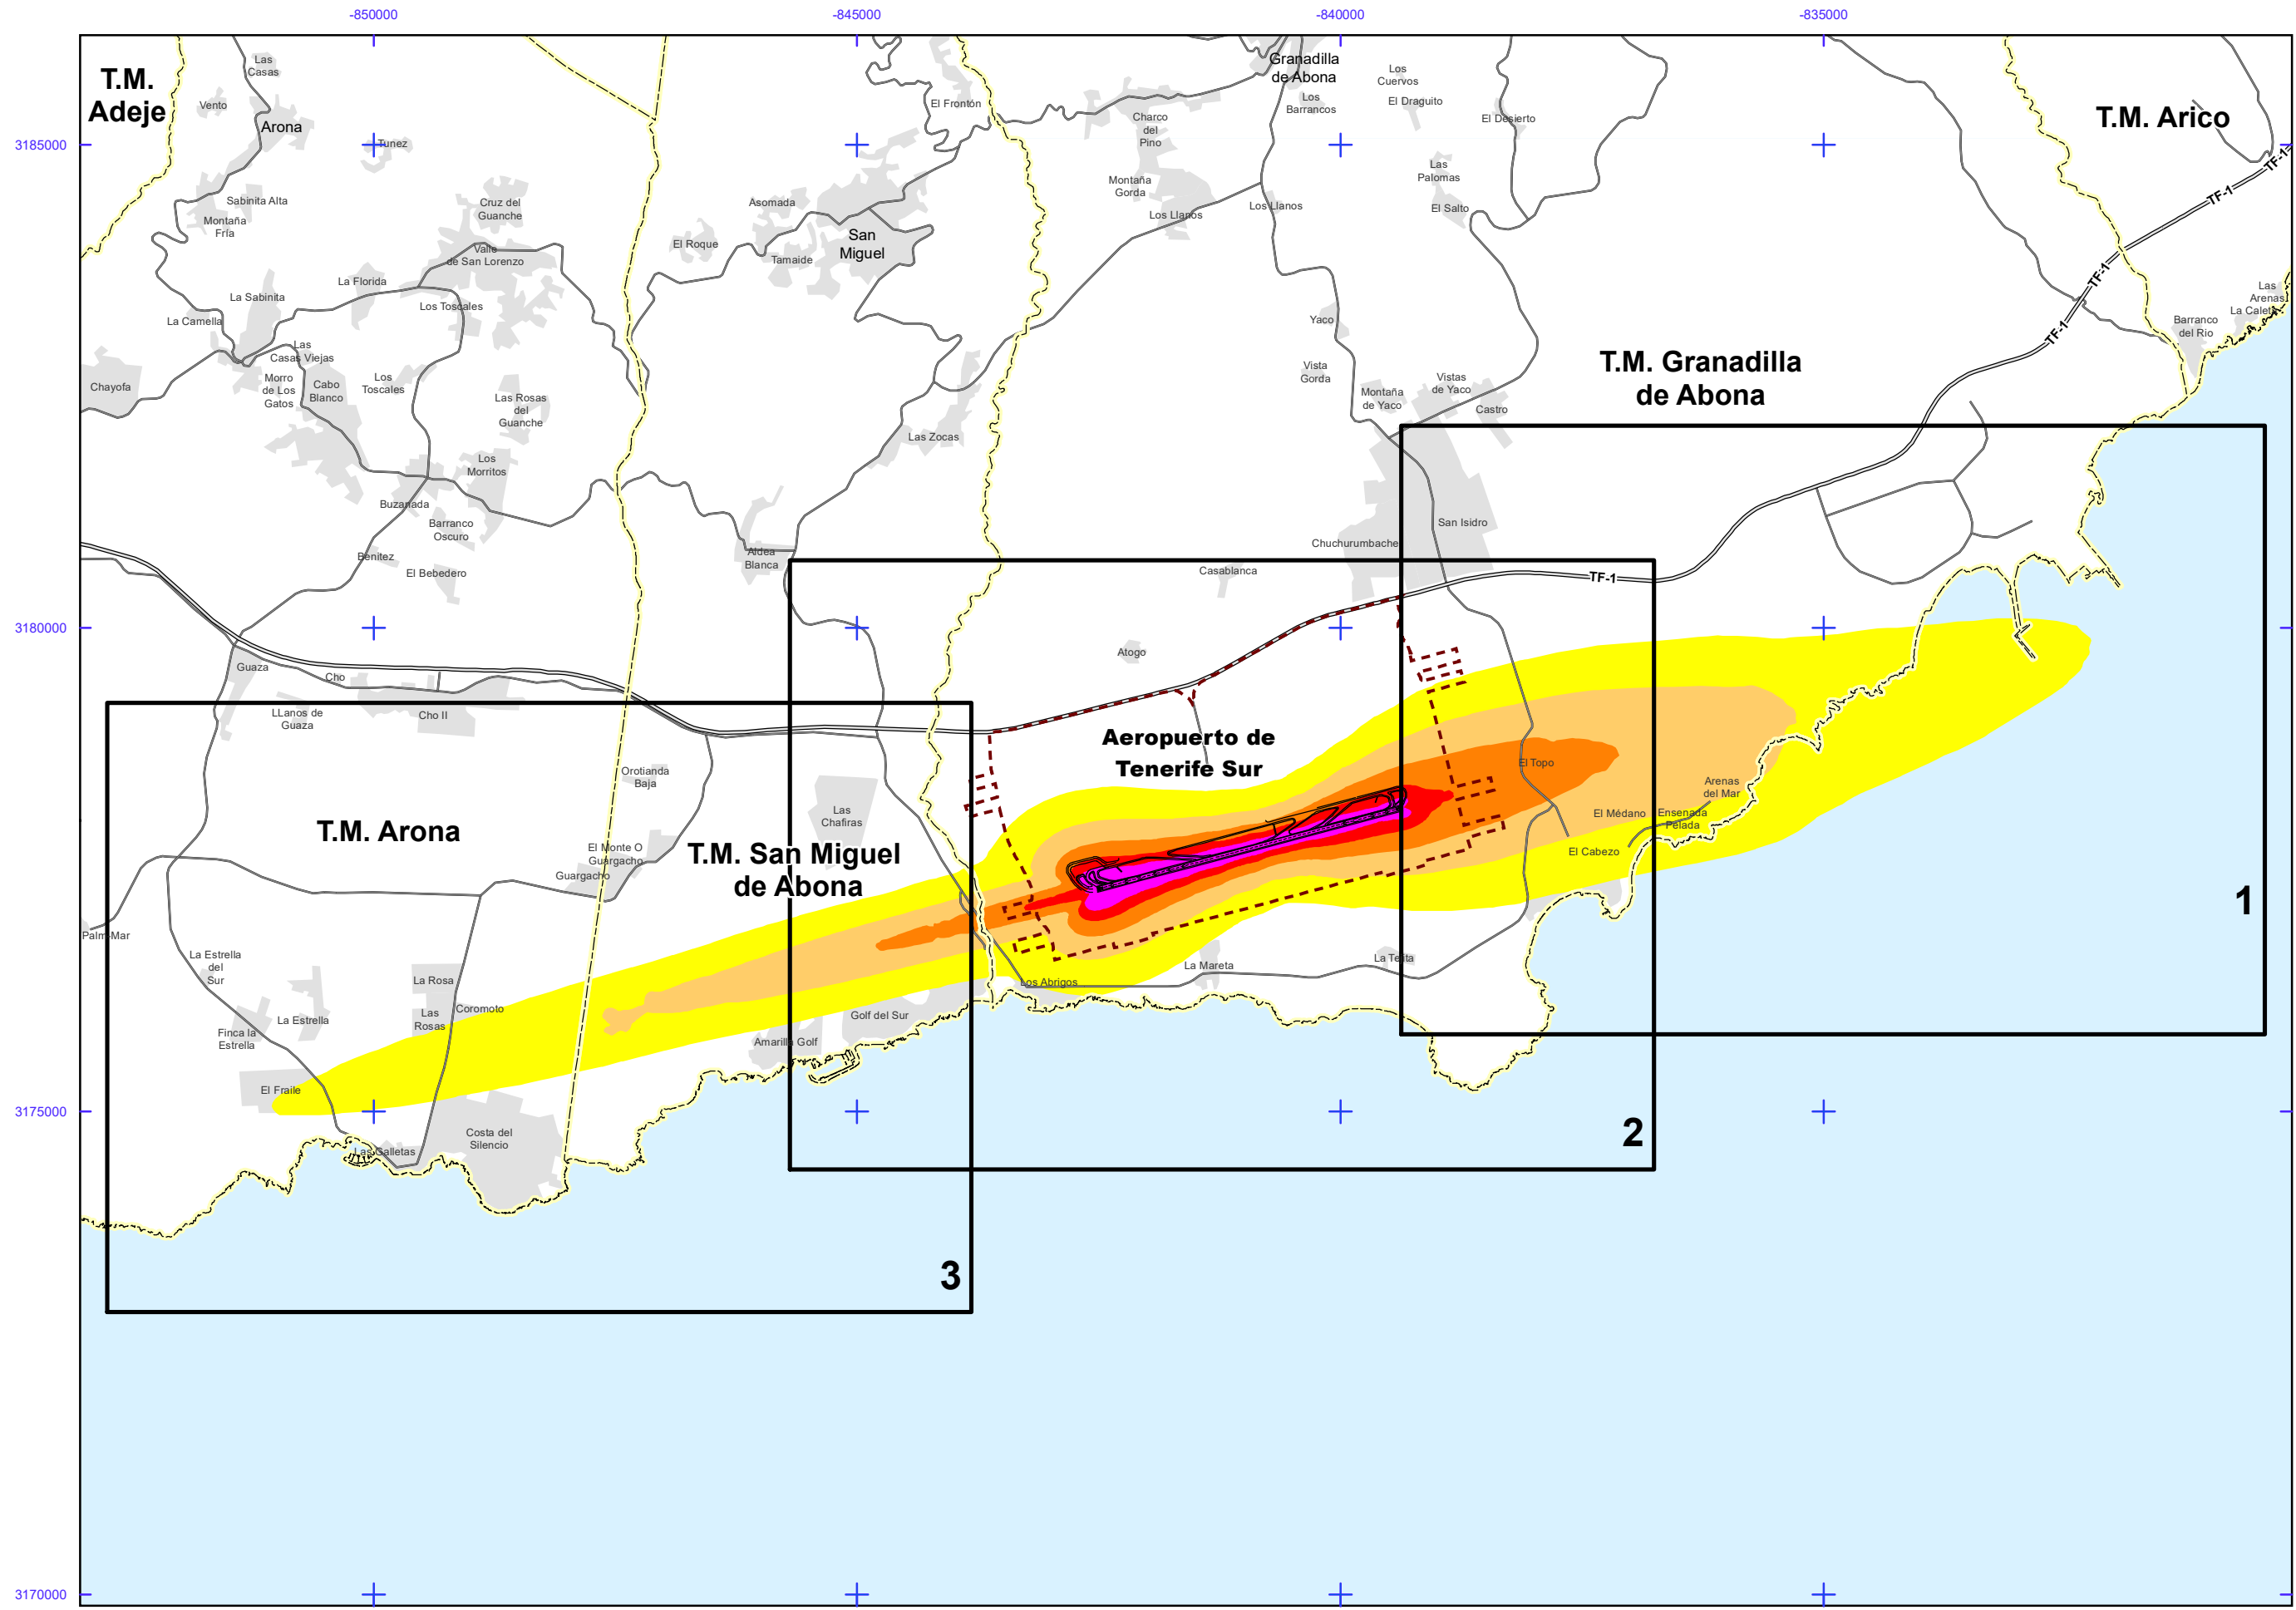 -850000
-845000
-840000
-835000
3185000
3180000
3175000
3170000
T.M.
Adeje
Las
Casas
Vento
Arona
Tunez
Sabinita Alta
Montaña
Fría
Cruz del
Guanche
Valle
de San Lorenzo
La Florida
La Sabinita
La Camella
Los Toscales
Las
Casas Viejas
Chayofa
Morro
de Los
Gatos
Cabo
Blanco
Los
Toscales
Las Rosas
del
Guanche
Los
Morritos
Buzanada
Barranco
Oscuro
Benitez
El Bebedero
El Frontón
Asomada
El Roque
San
Miguel
Tamaide
Las Zocas
Aldea
Blanca
Granadilla
de Abona
Los
Barrancos
Los
Cuervos
El Draguito
El Desierto
Charco
del
Pino
Montaña
Gorda
Los Llanos
Los Llanos
Las
Palomas
El Salto
Yaco
Vista
Gorda
Montaña
de Yaco
Vistas
de Yaco
Castro
T.M. Granadilla
de Abona
T.M. Arico
TF-1
TF-1
TF-1
TF-1
TF-1
Las
Arenas
La Caleta
Barranco
del Rio
San Isidro
Chuchurumbache
Casablanca
Atogo
Guaza
Cho
LLanos de
Guaza
Cho II
Orotianda
Baja
T.M. Arona
El Monte O
Guargacho
Guargacho
Las
Chafiras
T.M. San Miguel
de Abona
Aeropuerto de
Tenerife Sur
El Topo
Arenas
del Mar
El Médano
Ensenada
Pelada
El Cabezo
1
Palm-Mar
La Estrella
del
Sur
La Rosa
Las
Rosas
Coromoto
La Estrella
Finca la
Estrella
El Fraile
Las Galletas
Costa del
Silencio
Amarilla Golf
Golf del Sur
Los Abrigos
La Mareta
La Tejita
2
3